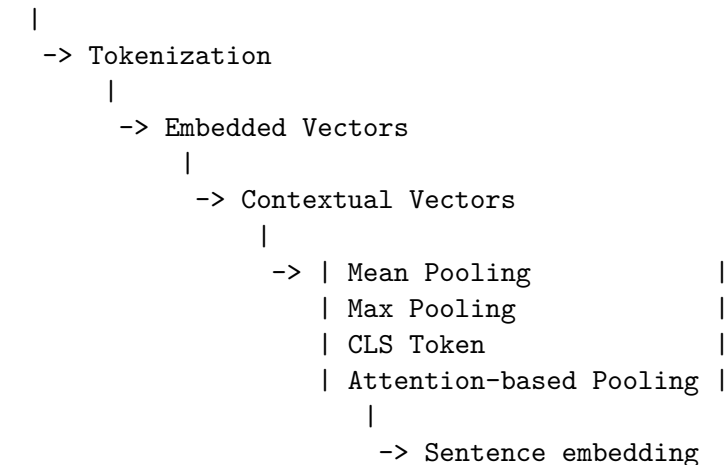 |
-> Tokenization
|
-> Embedded Vectors
|
-> Contextual Vectors
|
-> | Mean Pooling |
| Max Pooling |
| CLS Token |
| Attention-based Pooling |
|
-> Sentence embedding